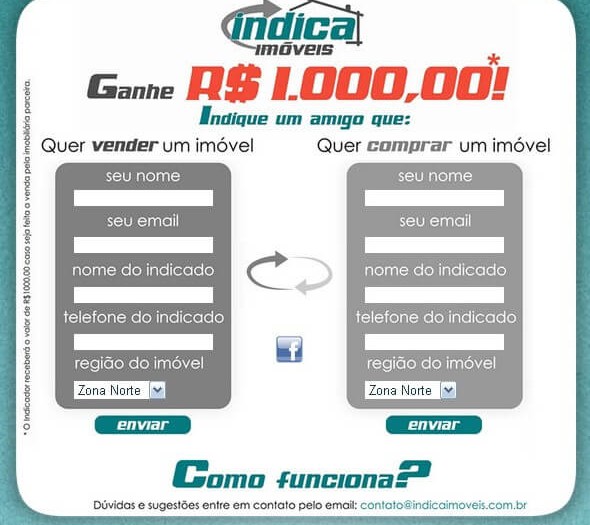 indica
imóveis
Ganhe R$ 1.000,00!*
Indique um amigo que:
Quer vender um imóvel
seu nome
seu email
nome do indicado
telefone do indicado
região do imóvel
Zona Norte
enviar
Quer comprar um imóvel
seu nome
seu email
nome do indicado
telefone do indicado
região do imóvel
Zona Norte
enviar
f
* O Indicador receberá o valor de R$1000,00 caso seja feito a venda pela imobiliária parceira.
Como funciona?
Dúvidas e sugestões entre em contato pelo email: contato@indicaimoveis.com.br